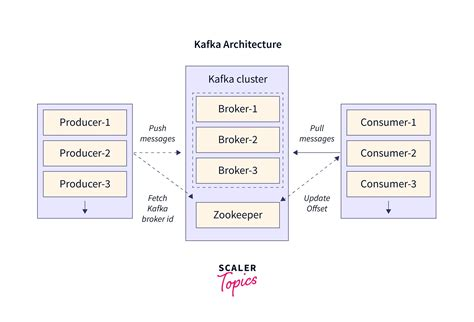 Kafka Architecture
Kafka cluster
Producer-1
Producer-2
Producer-3
Push
messages
Fetch
Kafka
broker id
Broker-1
Broker-2
Broker-3
Zookeeper
Pull
messages
Update
Offset
Consumer-1
Consumer-2
Consumer-3
SCALER
Topics